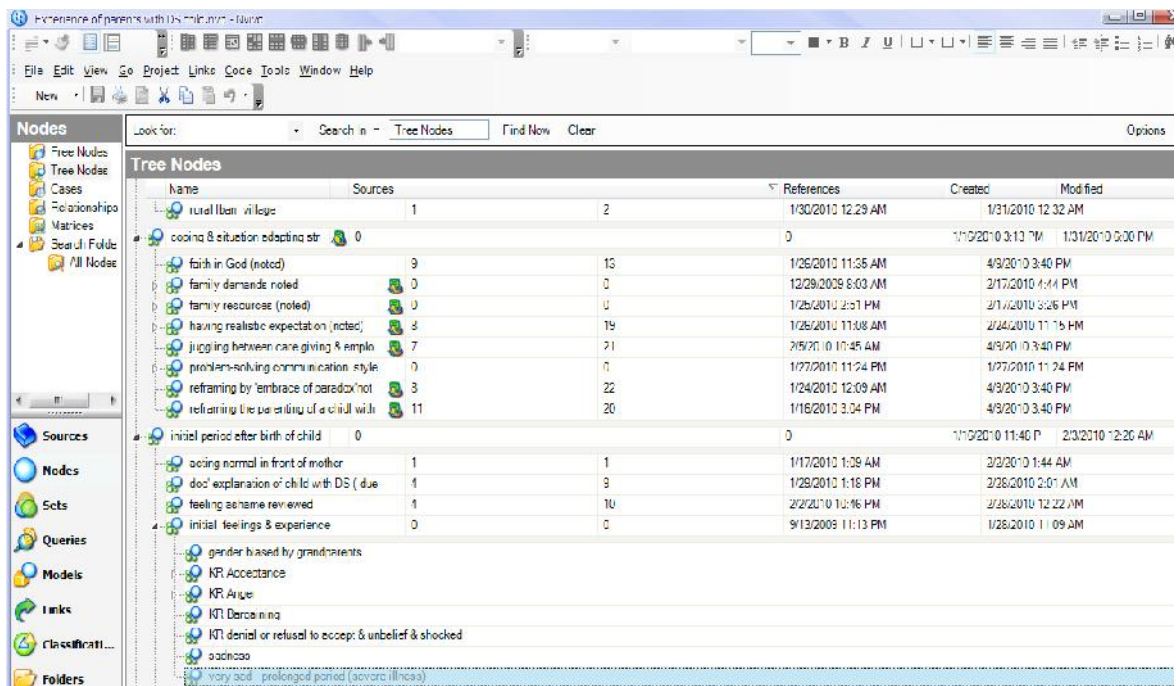 Experience of parents with DS child.nvp - NVivo
B I U
File Edit View Go Project Links Code Tools Window Help
New
Nodes
Look for: Search in Tree Nodes Find Now Clear Options
Free Nodes
Tree Nodes
Cases
Relationships
Matrices
Search Folde
All Nodes
Tree Nodes
Name Sources References Created Modified
rural Iban village 1 2 1/30/2010 12:29 AM 1/31/2010 12:32 AM
coping & situation adapting str 0 0 1/16/2010 3:13 PM 1/31/2010 6:00 PM
faith in God (noted) 9 13 1/26/2010 11:35 AM 4/9/2010 3:40 PM
family demands noted 0 0 12/29/2009 8:03 AM 2/17/2010 4:44 PM
family resources (noted) 0 0 1/25/2010 2:51 PM 2/17/2010 3:26 PM
having realistic expectation (noted) 19 1/26/2010 11:08 AM 2/24/2010 11:15 PM
juggling between care giving & emplo 7 21 2/5/2010 10:45 AM 4/9/2010 3:40 PM
problem-solving communication style 0 0 1/27/2010 11:24 PM 1/27/2010 11:24 PM
reframing by 'embrace of paradox'not 22 1/24/2010 12:09 AM 4/9/2010 3:40 PM
reframing the parenting of a child with 11 20 1/16/2010 3:04 PM 4/9/2010 3:40 PM
initial period after birth of child 0 0 1/16/2010 11:46 P 2/3/2010 12:26 AM
acting normal in front of mother 1 1 1/17/2010 1:09 AM 2/2/2010 1:44 AM
doc' explanation of child with DS ( due 4 9 1/29/2010 1:18 PM 2/28/2010 2:01 AM
feeling ashame reviewed 4 10 2/2/2010 10:46 PM 2/28/2010 12:22 AM
initial feelings & experience 0 0 9/13/2009 11:13 PM 1/28/2010 11:09 AM
gender biased by grandparents
KR Acceptance
KR Anger
KR Bargaining
KR denial or refusal to accept & unbelief & shocked
sadness
very sad - prolonged period (severe illness)
Sources
Nodes
Sets
Queries
Models
Links
Classificati...
Folders